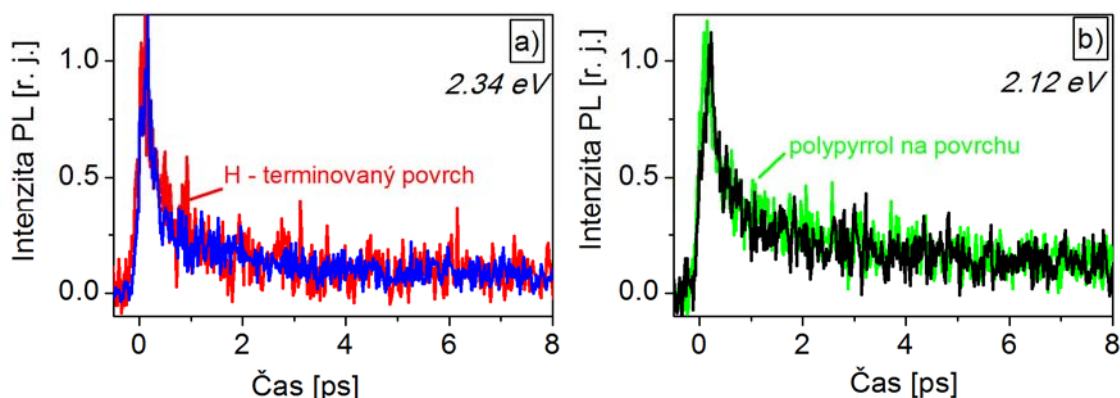 a)
2.34 eV
H - terminovaný povrch
Intenzita PL [r. j.]
1.0
0.5
0.0
0
2
4
6
8
Čas [ps]
b)
2.12 eV
polypyrrol na povrchu
Intenzita PL [r. j.]
1.0
0.5
0.0
0
2
4
6
8
Čas [ps]